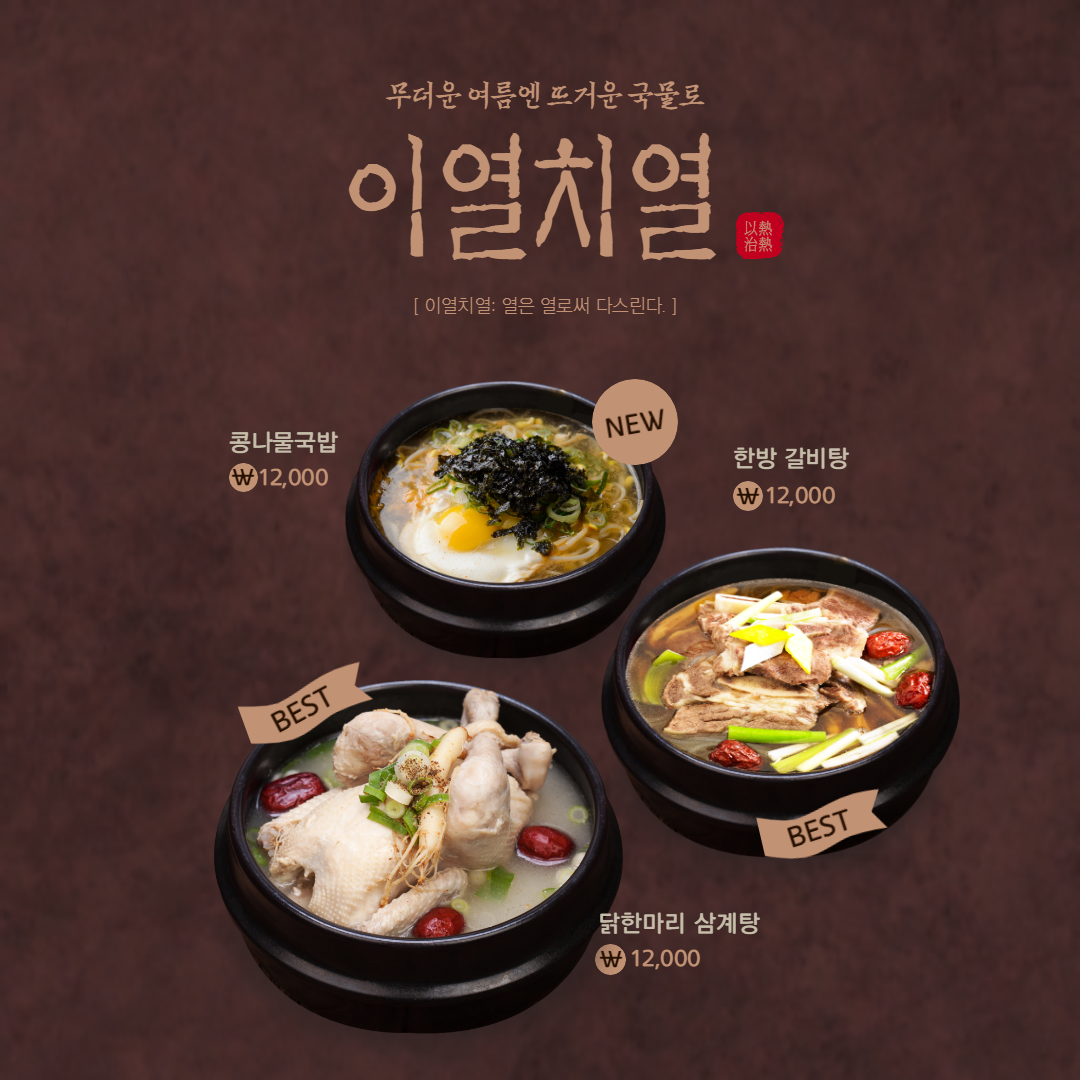 무더운 여름엔 뜨거운 국물로
이열치열
以熱
治熱
[ 이열치열: 열은 열로써 다스린다. ]
NEW
콩나물국밥
₩12,000
한방 갈비탕
₩12,000
BEST
BEST
닭한마리 삼계탕
₩12,000